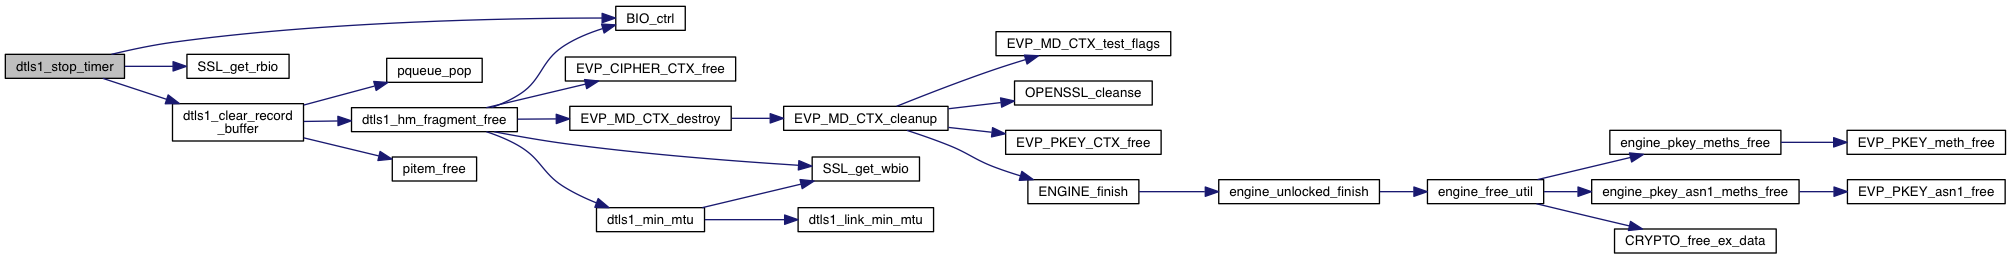 dtls1_stop_timer
BIO_ctrl
SSL_get_rbio
dtls1_clear_record
_buffer
pqueue_pop
dtls1_hm_fragment_free
pitem_free
EVP_CIPHER_CTX_free
EVP_MD_CTX_destroy
SSL_get_wbio
dtls1_min_mtu
dtls1_link_min_mtu
EVP_MD_CTX_cleanup
EVP_MD_CTX_test_flags
OPENSSL_cleanse
EVP_PKEY_CTX_free
ENGINE_finish
engine_unlocked_finish
engine_free_util
engine_pkey_meths_free
EVP_PKEY_meth_free
engine_pkey_asn1_meths_free
EVP_PKEY_asn1_free
CRYPTO_free_ex_data